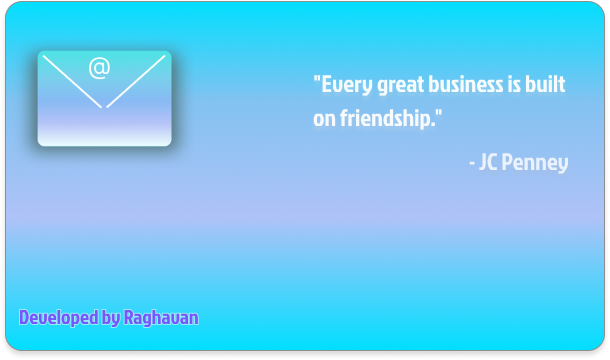 @
"Every great business is built
on friendship."
- JC Penney
Developed by Raghavan